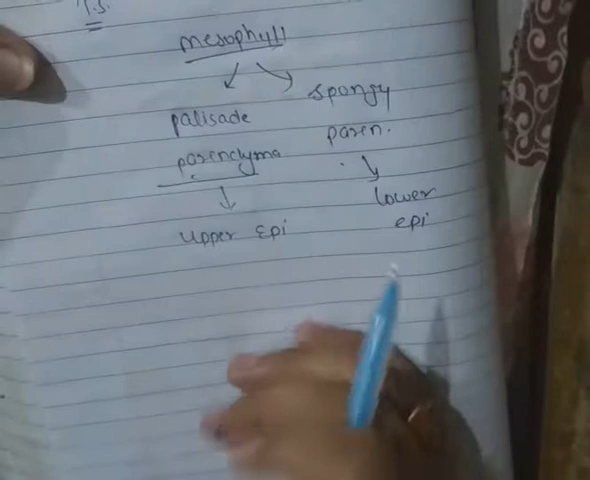 T.S.
mesophyll
palisade
parenchyma
Upper Epi
spongy
paren.
lower
epi